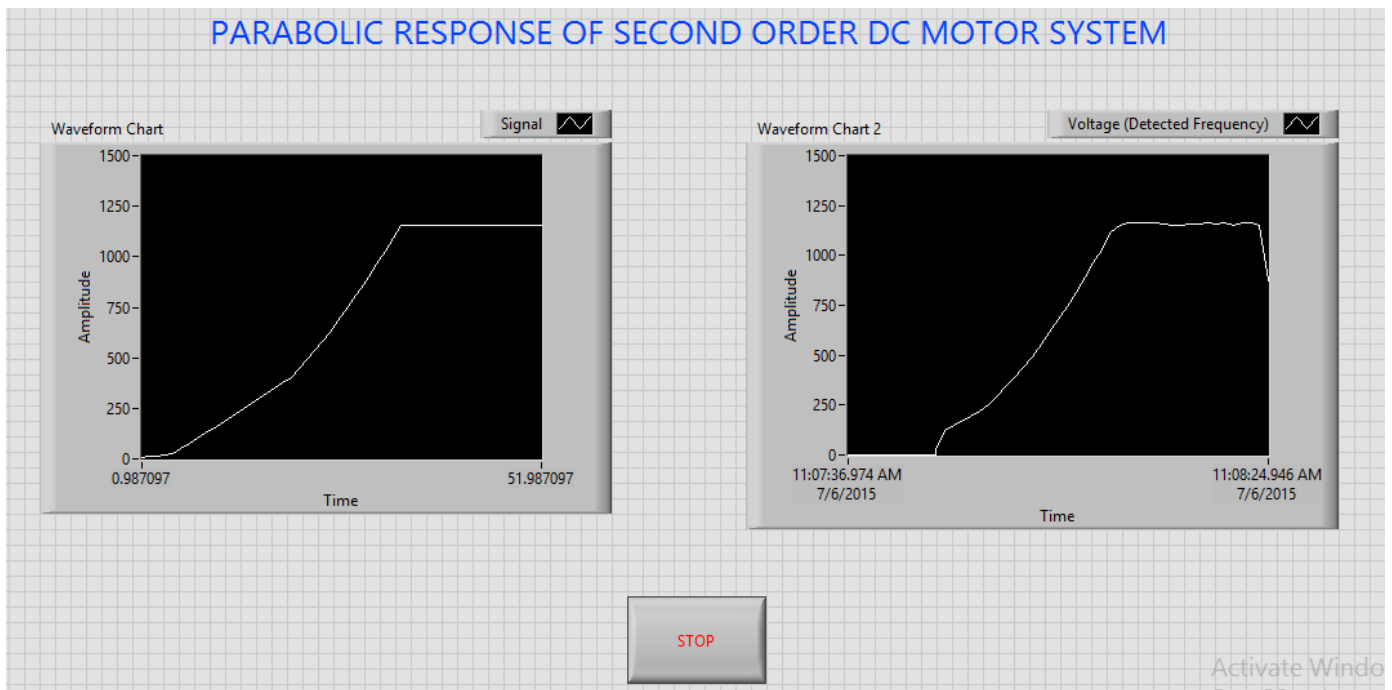 PARABOLIC RESPONSE OF SECOND ORDER DC MOTOR SYSTEM
Waveform Chart
Signal
1500
1250
1000
750
500
250
0
Amplitude
0.987097
51.987097
Time
Waveform Chart 2
Voltage (Detected Frequency)
1500
1250
1000
750
500
250
0
Amplitude
11:07:36.974 AM
7/6/2015
11:08:24.946 AM
7/6/2015
Time
STOP
Activate Windo